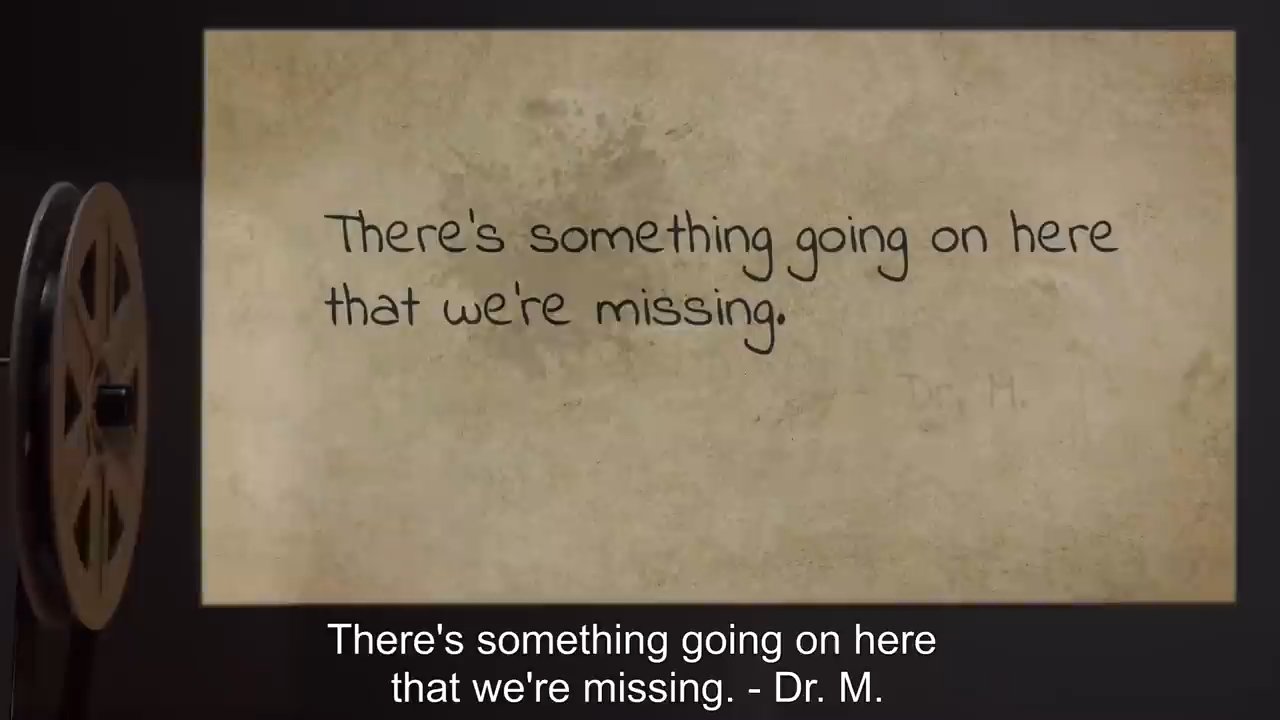 There's something going on here
that we're missing.
Dr. M.
There's something going on here
that we're missing. - Dr. M.